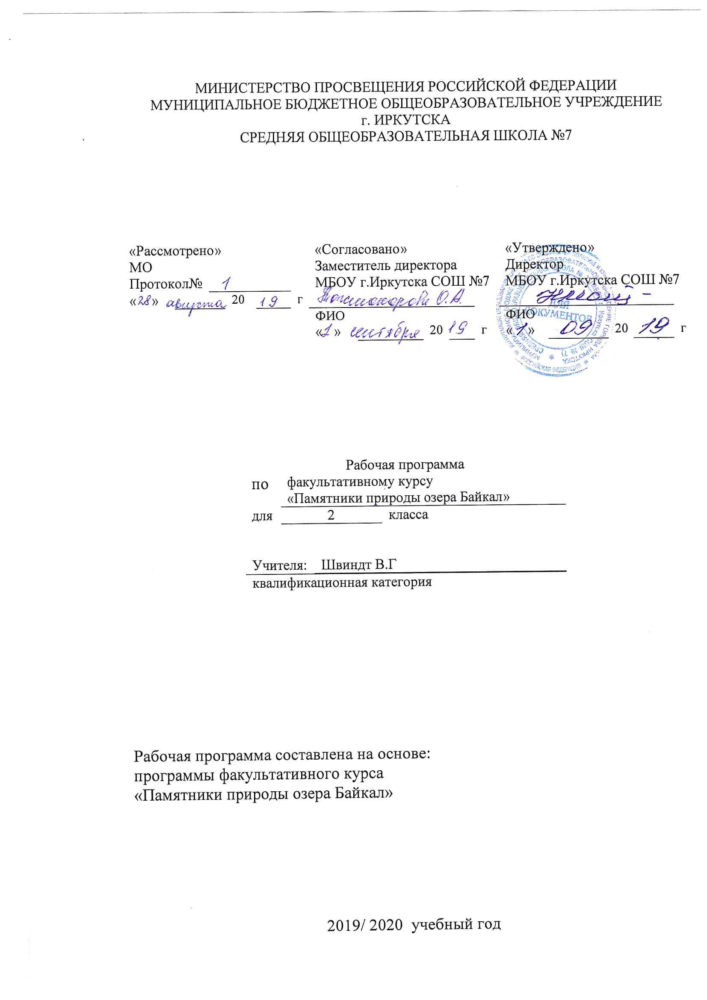 МИНИСТЕРСТВО ПРОСВЕЩЕНИЯ РОССИЙСКОЙ ФЕДЕРАЦИИ
МУНИЦИПАЛЬНОЕ БЮДЖЕТНОЕ ОБЩЕОБРАЗОВАТЕЛЬНОЕ УЧРЕЖДЕНИЕ
г. ИРКУТСКА
СРЕДНЯЯ ОБЩЕОБРАЗОВАТЕЛЬНАЯ ШКОЛА №7
«Рассмотрено»
МО
Протокол№ 1
«28» августа 20 19 г
«Согласовано»
Заместитель директора
МБОУ г.Иркутска СОШ №7
О.А.
ФИО
«1» сентября 20 19 г
«Утверждено»
Директор
МБОУ г.Иркутска СОШ №7
ФИО
«1» 09 20 19 г
ДЛЯ
ДОКУМЕНТОВ
РОССИЙСКАЯ ФЕДЕРАЦИЯ
Рабочая программа
по факультативному курсу
«Памятники природы озера Байкал»
для 2 класса
Учителя: Швиндт В.Г
квалификационная категория
Рабочая программа составлена на основе:
программы факультативного курса
«Памятники природы озера Байкал»
2019/ 2020 учебный год